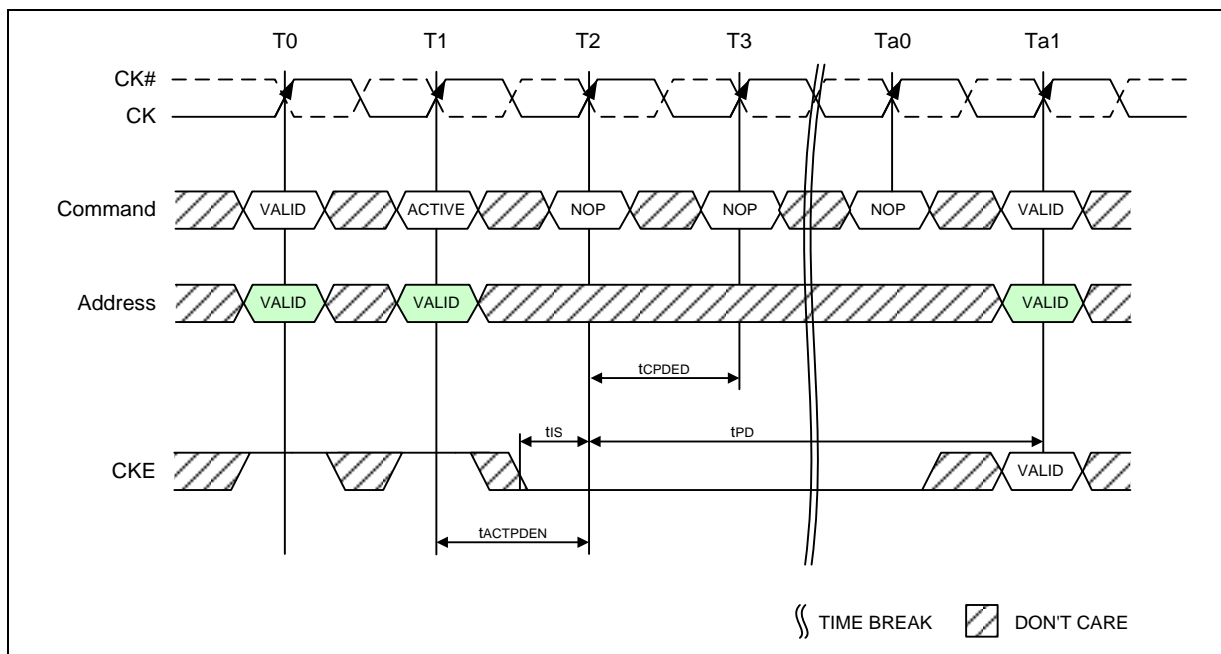 T0 T1 T2 T3 Ta0 Ta1
CK#
CK
Command VALID ACTIVE NOP NOP NOP VALID
Address VALID VALID VALID
tCPDED
tIS tPD
CKE VALID
tACTPDEN
TIME BREAK DON'T CARE